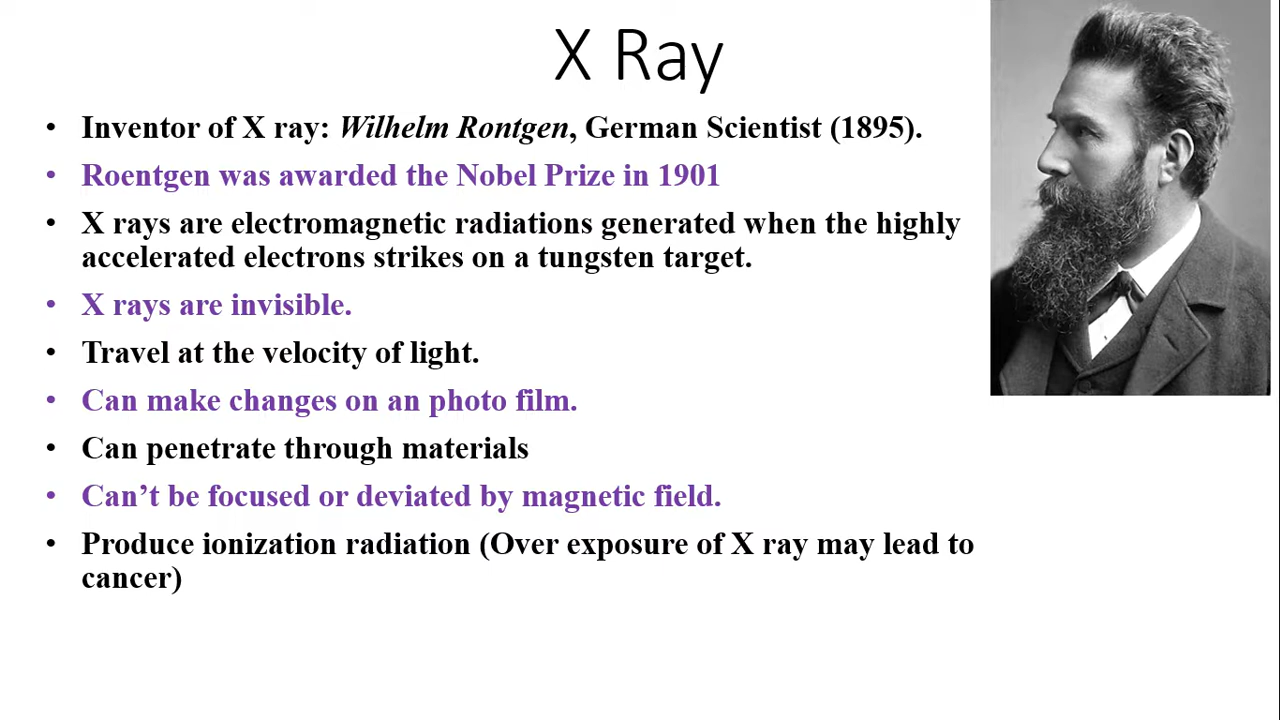 X Ray
• Inventor of X ray: Wilhelm Rontgen, German Scientist (1895).
• Roentgen was awarded the Nobel Prize in 1901
• X rays are electromagnetic radiations generated when the highly
accelerated electrons strikes on a tungsten target.
• X rays are invisible.
• Travel at the velocity of light.
• Can make changes on an photo film.
• Can penetrate through materials
• Can’t be focused or deviated by magnetic field.
• Produce ionization radiation (Over exposure of X ray may lead to
cancer)